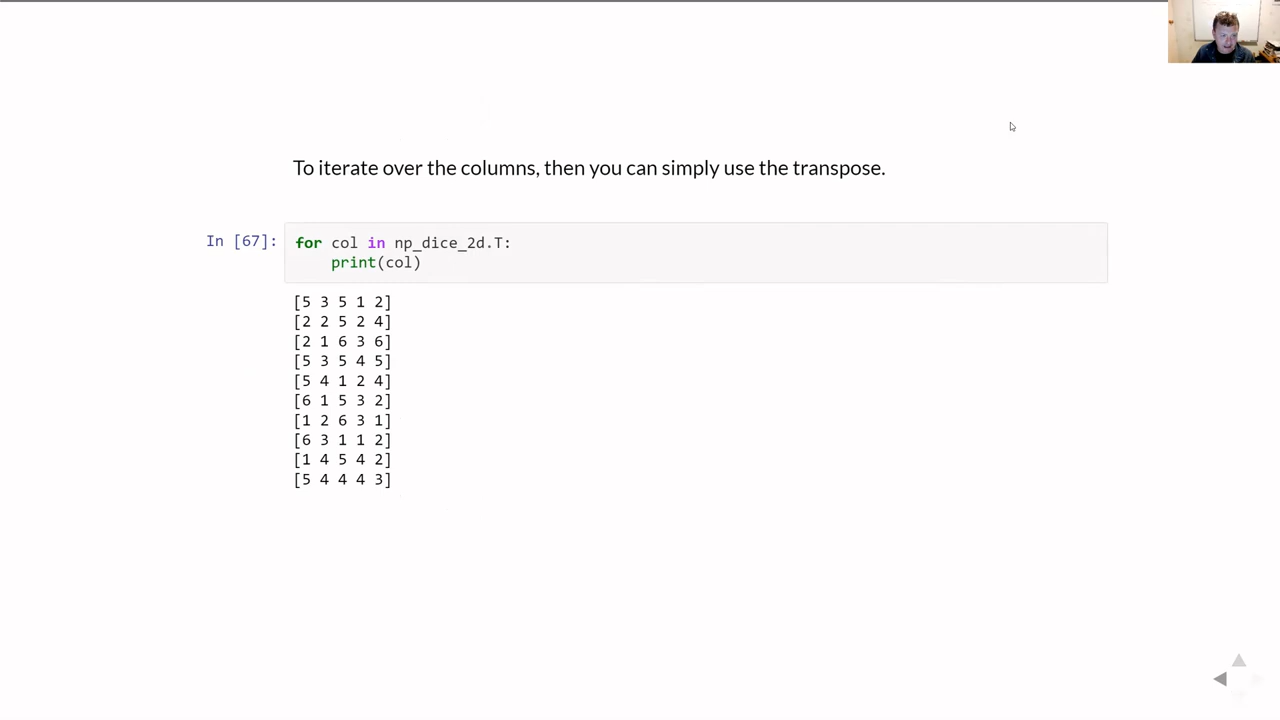 To iterate over the columns, then you can simply use the transpose.
In [67]:
for col in np_dice_2d.T:
    print(col)
[5 3 5 1 2]
[2 2 5 2 4]
[2 1 6 3 6]
[5 3 5 4 5]
[5 4 1 2 4]
[6 1 5 3 2]
[1 2 6 3 1]
[6 3 1 1 2]
[1 4 5 4 2]
[5 4 4 4 3]